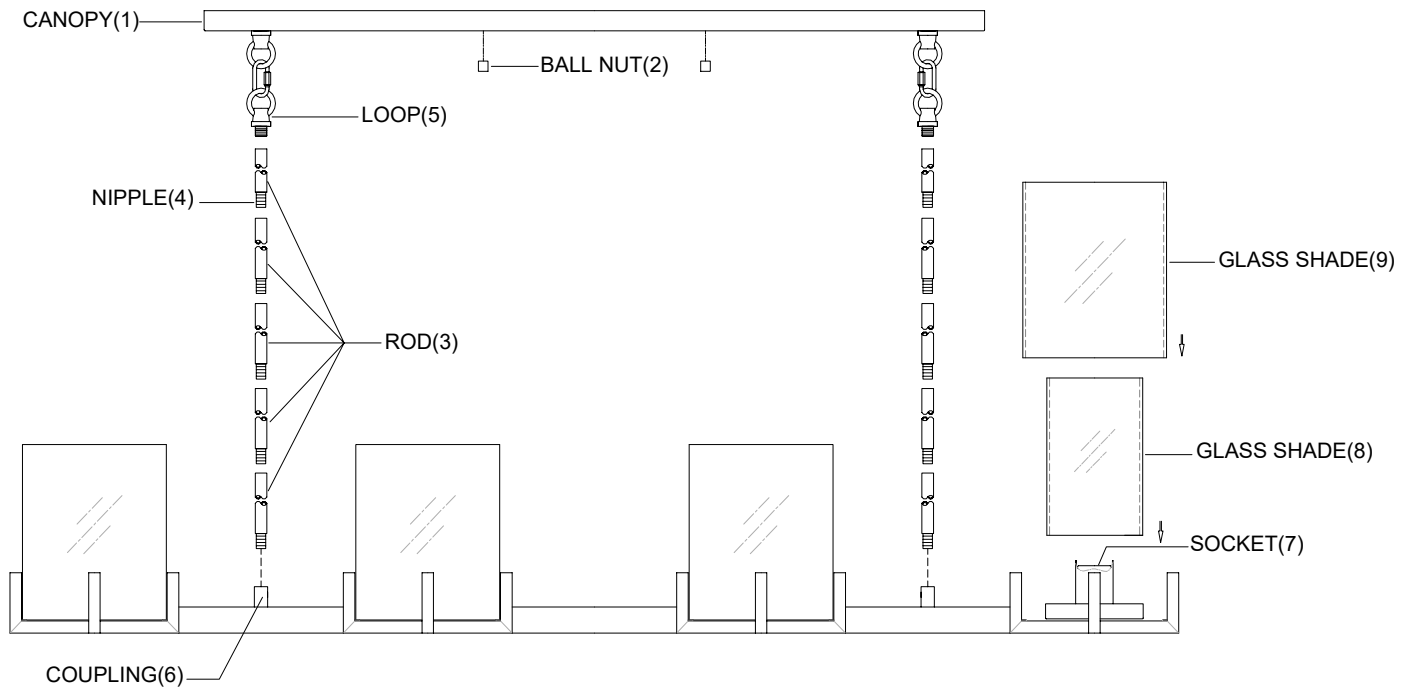 CANOPY(1)
BALL NUT(2)
LOOP(5)
NIPPLE(4)
GLASS SHADE(9)
ROD(3)
GLASS SHADE(8)
SOCKET(7)
COUPLING(6)